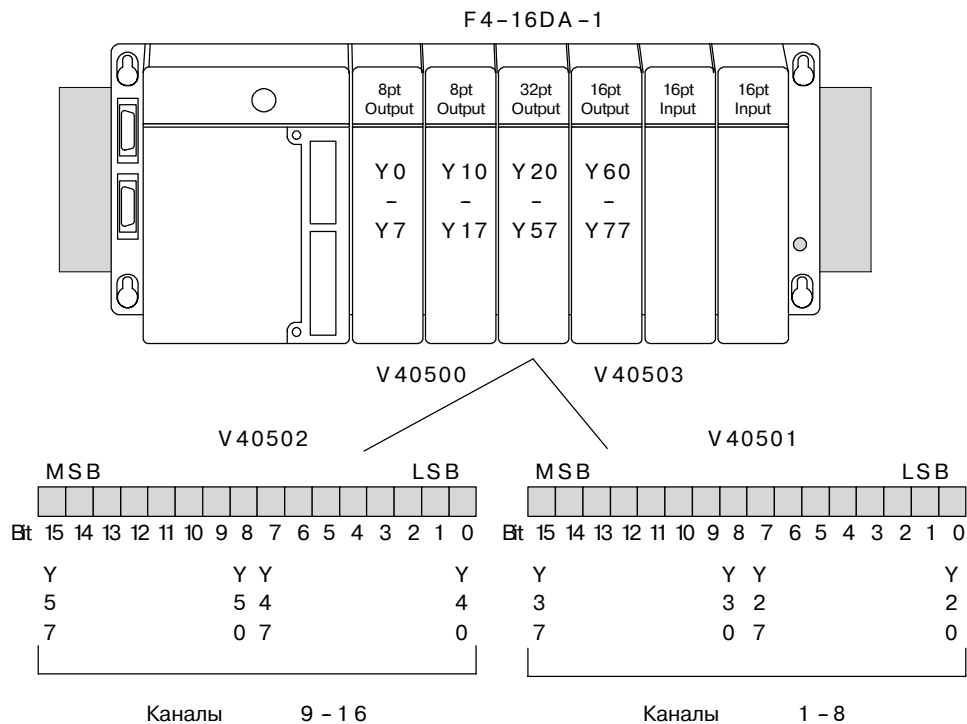 F4-16DA-1
8pt Output 8pt Output 32pt Output 16pt Output 16pt Input 16pt Input
Y0 – Y7 Y10 – Y17 Y20 – Y57 Y60 – Y77
V40500 V40503
V40502 V40501
MSB LSB MSB LSB
Bit 15 14 13 12 11 10 9 8 7 6 5 4 3 2 1 0 Bit 15 14 13 12 11 10 9 8 7 6 5 4 3 2 1 0
Y Y Y Y Y Y Y Y
5 5 4 4 3 3 2 2
7 0 7 0 7 0 7 0
Каналы 9–16 Каналы 1–8